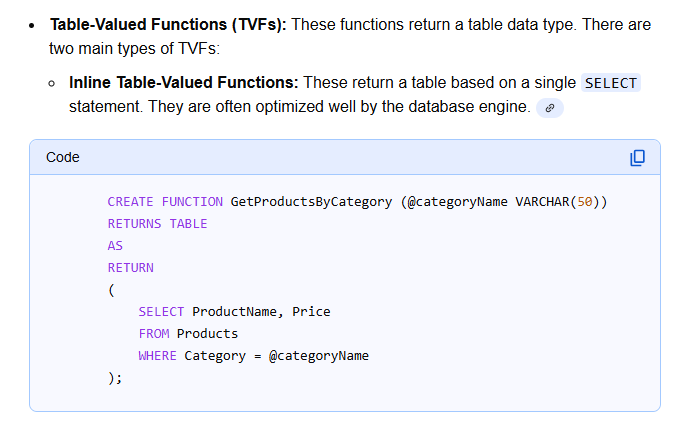 Table-Valued Functions (TVFs): These functions return a table data type. There are
two main types of TVFs:
Inline Table-Valued Functions: These return a table based on a single SELECT
statement. They are often optimized well by the database engine.
Code
CREATE FUNCTION GetProductsByCategory (@categoryName VARCHAR(50))
RETURNS TABLE
AS
RETURN
(
    SELECT ProductName, Price
    FROM Products
    WHERE Category = @categoryName
);